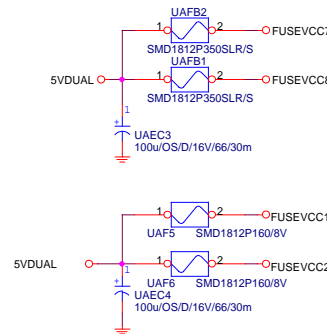 UAFB2
1 2 FUSEVCC7
SMD1812P350SLR/S
UAFB1
5VDUAL 1 2 FUSEVCC8
SMD1812P350SLR/S
1
+
UAEC3
100u/OS/D/16V/66/30m
1 2 FUSEVCC1
UAF5 SMD1812P160/8V
5VDUAL 1 2 FUSEVCC2
1 UAF6 SMD1812P160/8V
+
UAEC4
100u/OS/D/16V/66/30m